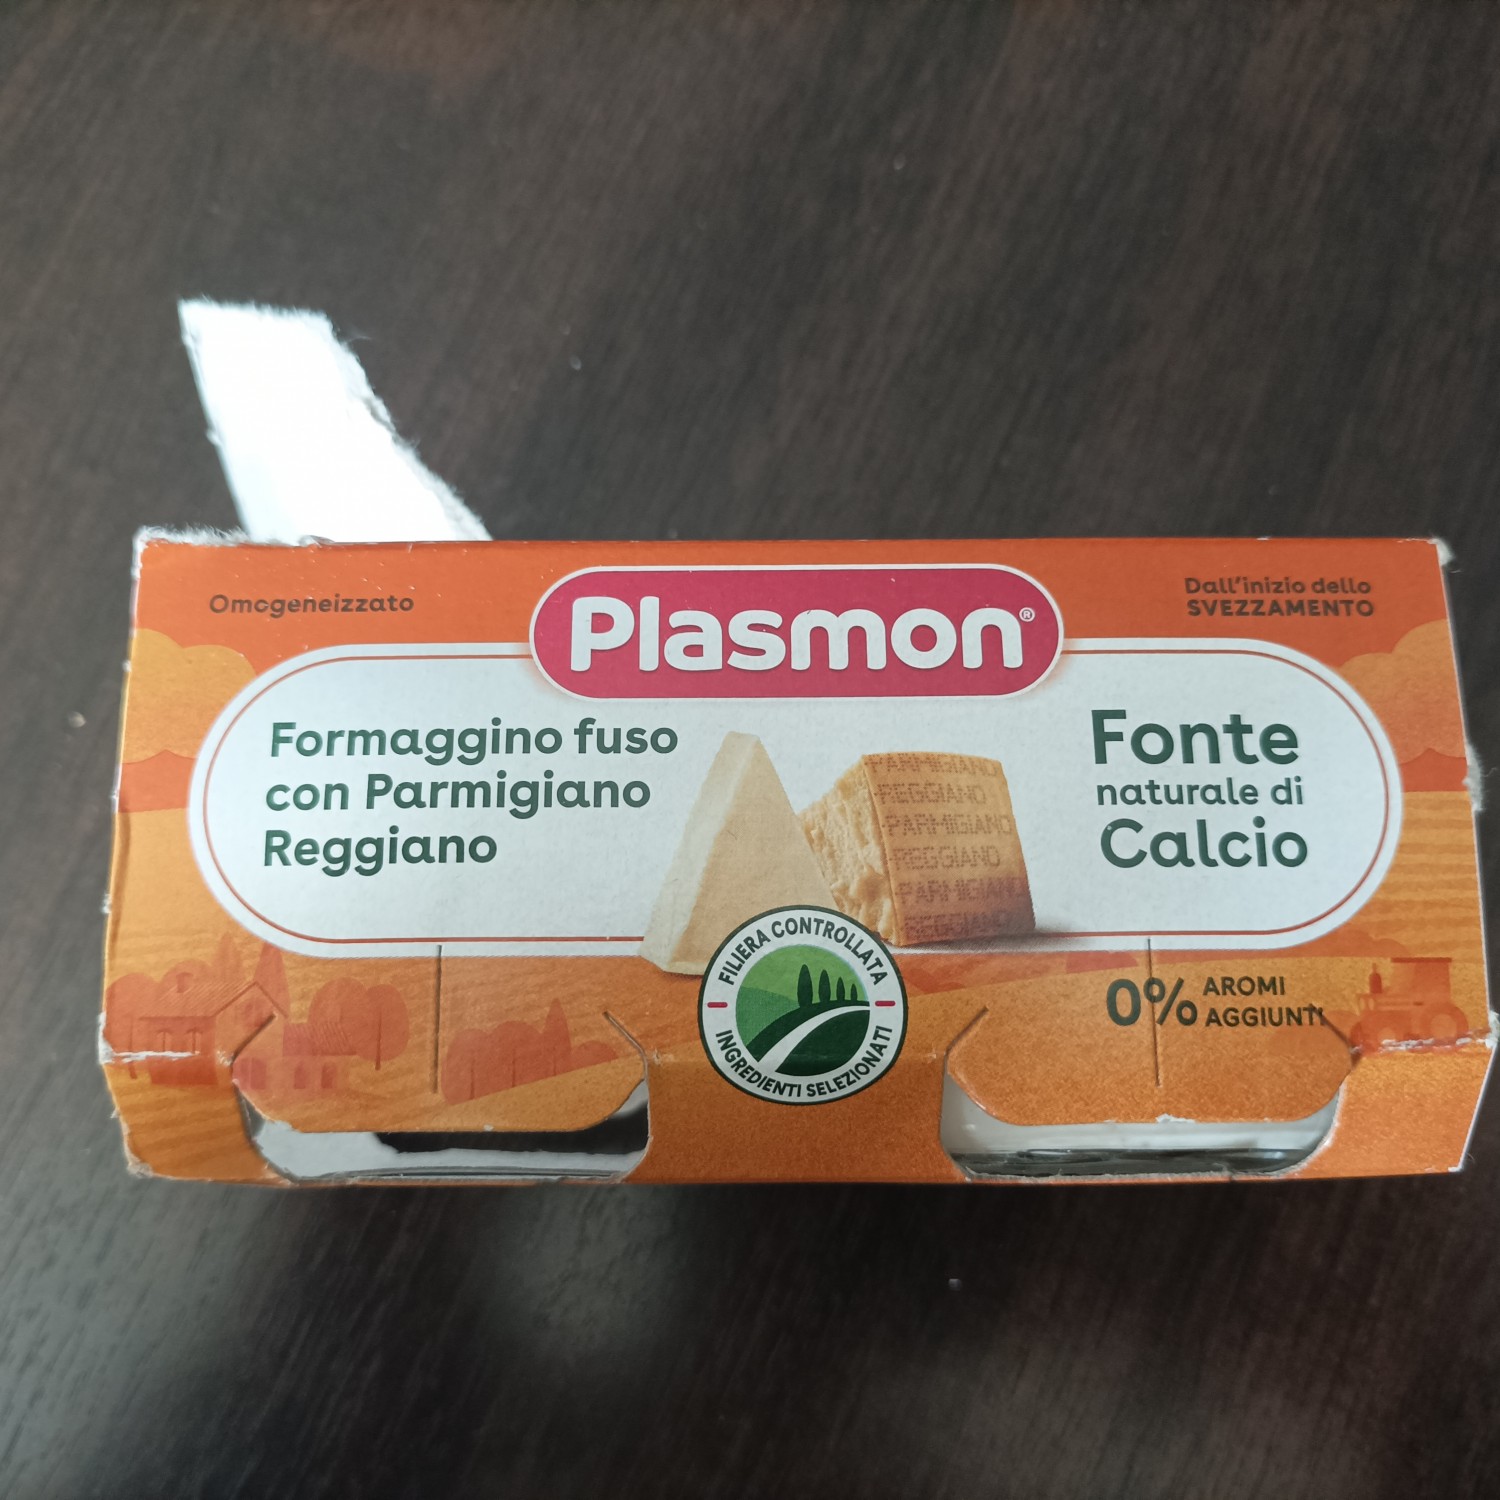 Omogeneizzato
Plasmon®
Dall'inizio dello
SVEZZAMENTO
Formaggino fuso
con Parmigiano
Reggiano
Fonte
naturale di
Calcio
PARMIGIANO
REGGIANO
PARMIGIANO
REGGIANO
PARMIGIANO
REGGIANO
FILIERA CONTROLLATA
INGREDIENTI SELEZIONATI
0% AROMI
AGGIUNTI